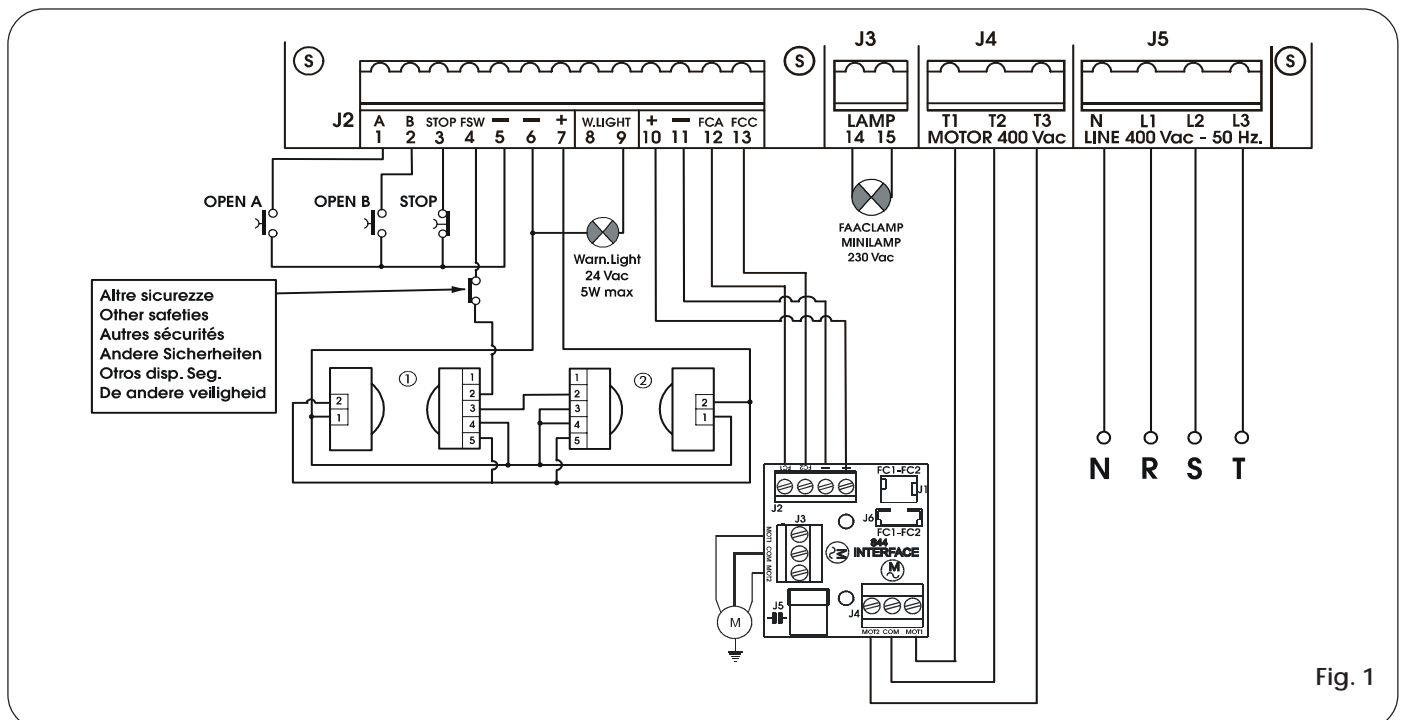 J3 J4 J5
S S S
J2 A B STOP FSW – – + W.LIGHT + – FCA FCC
1 2 3 4 5 6 7 8 9 10 11 12 13
LAMP
14 15
T1 T2 T3
MOTOR 400 Vac
N L1 L2 L3
LINE 400 Vac - 50 Hz.
OPEN A OPEN B STOP
Warn.Light
24 Vac
5W max
FAACLAMP
MINILAMP
230 Vac
Altre sicurezze
Other safeties
Autres sécurités
Andere Sicherheiten
Otros disp. Seg.
De andere veiligheid
① ②
2
1
1
2
3
4
5
1
2
3
4
5
2
1
N R S T
FC1 FC2 – +
J2
FC1-FC2
J1
J6
FC1-FC2
J3
MOT1 COM MOT2
844
INTERFACE
M M
J5
J4
MOT2 COM MOT1
M
Fig. 1